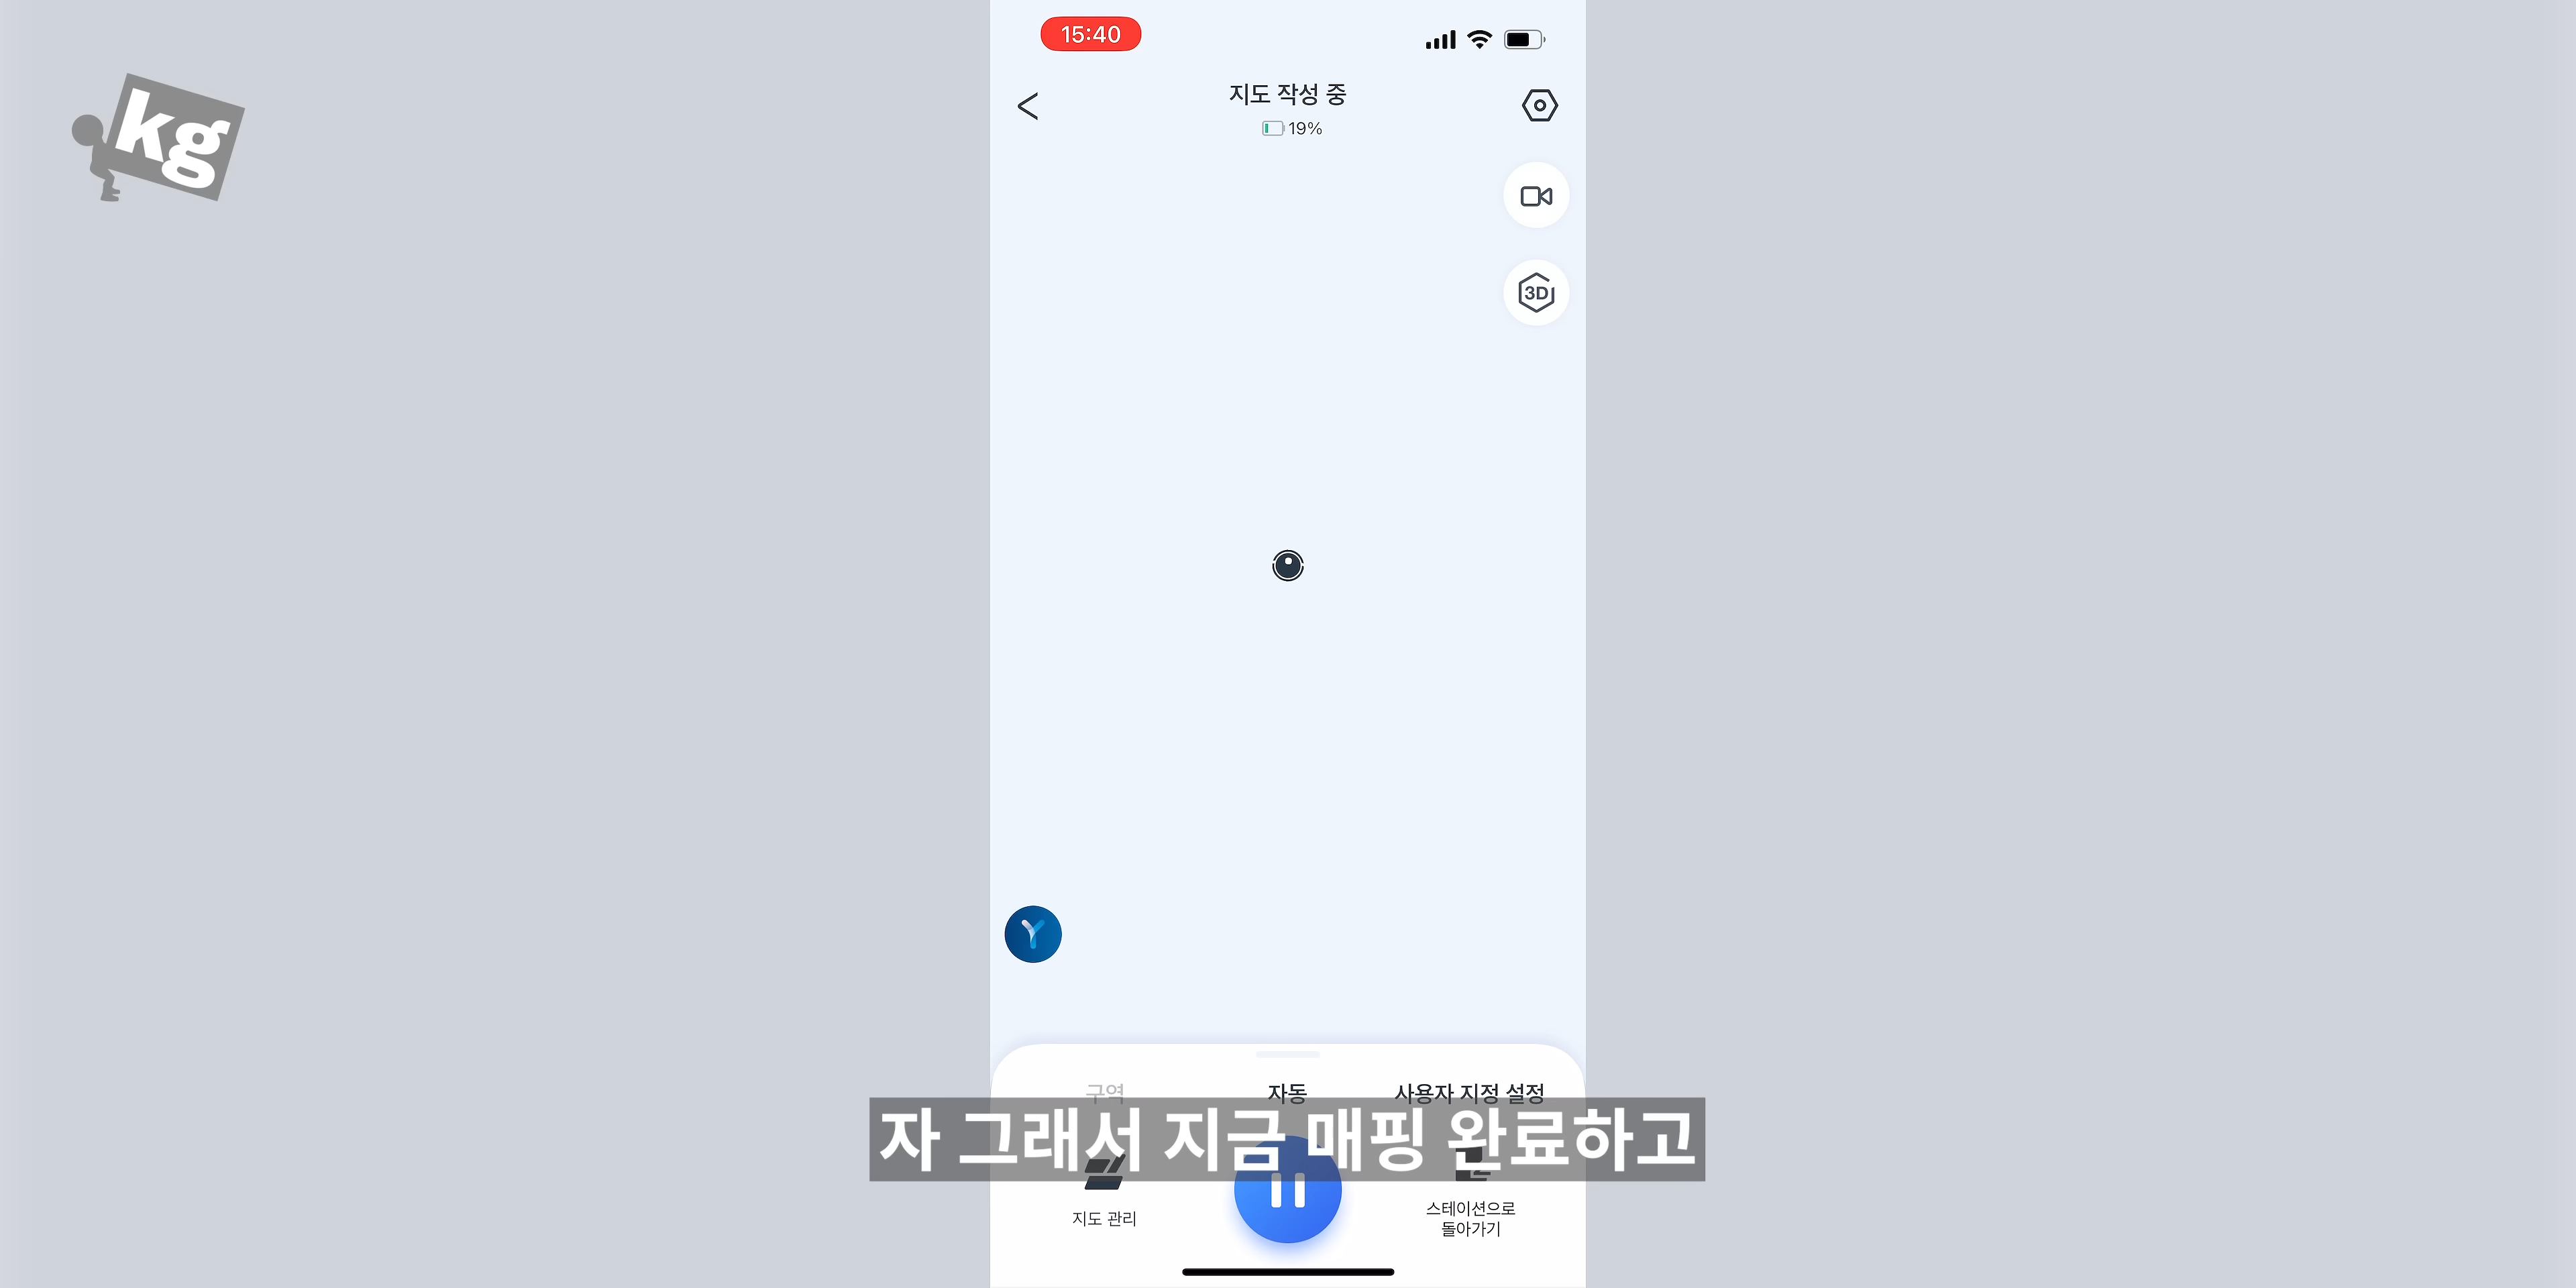 15:40
kg
지도 작성 중
19%
3D
구역
자동
사용자 지정 설정
자 그래서 지금 매핑 완료하고
지도 관리
스테이션으로
돌아가기